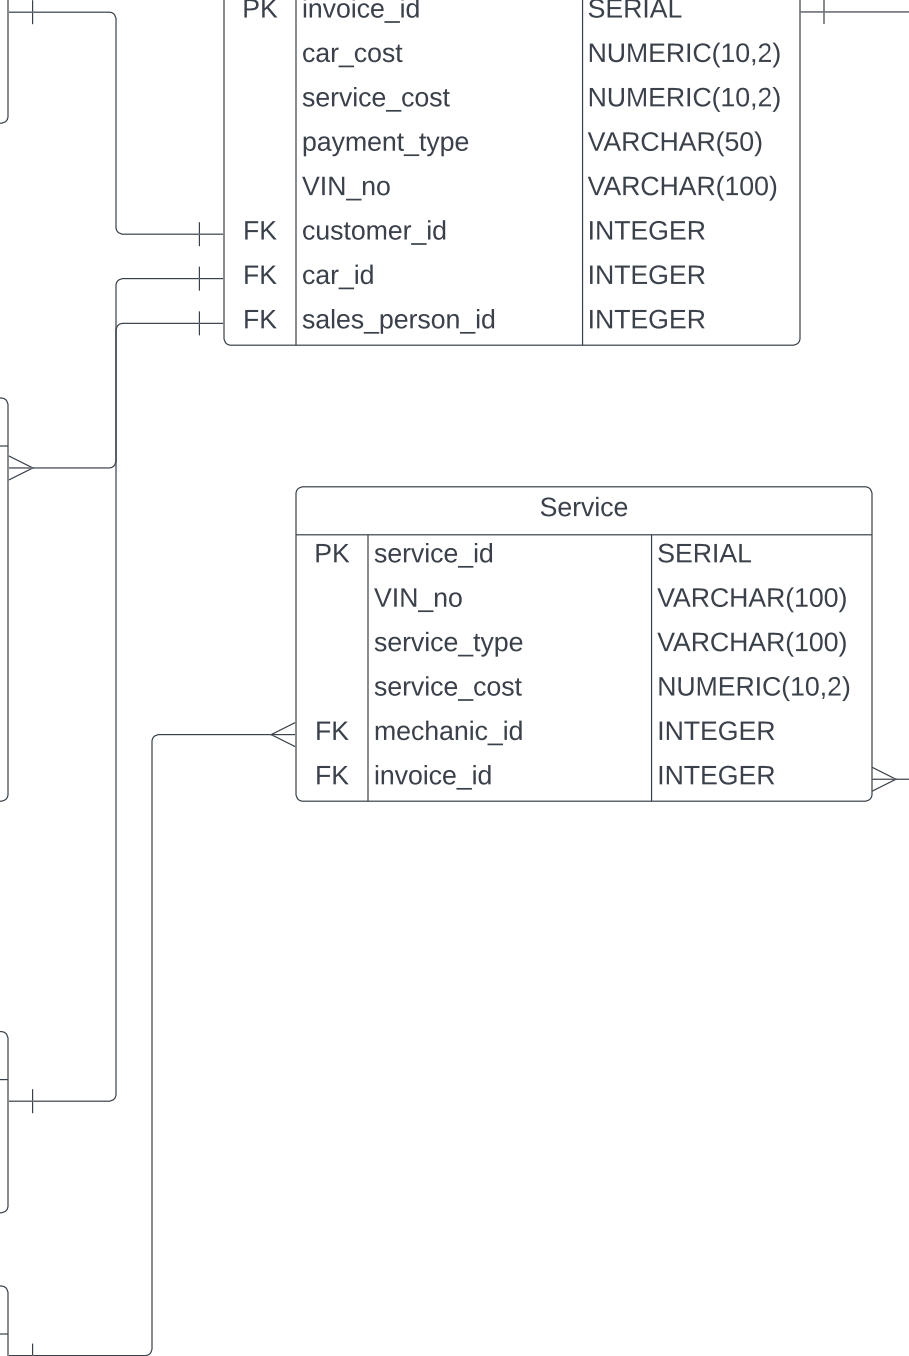 PK invoice_id SERIAL
car_cost NUMERIC(10,2)
service_cost NUMERIC(10,2)
payment_type VARCHAR(50)
VIN_no VARCHAR(100)
FK customer_id INTEGER
FK car_id INTEGER
FK sales_person_id INTEGER
Service
PK service_id SERIAL
VIN_no VARCHAR(100)
service_type VARCHAR(100)
service_cost NUMERIC(10,2)
FK mechanic_id INTEGER
FK invoice_id INTEGER